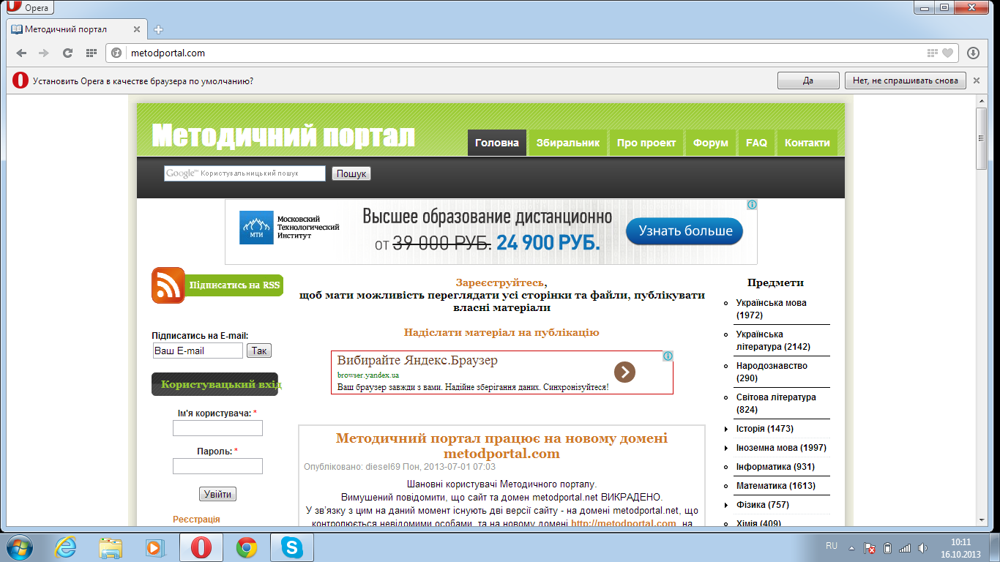 Opera
Методичний портал
metodportal.com
Установить Opera в качестве браузера по умолчанию?
Да
Нет, не спрашивать снова
Методичний портал
Головна
Збиральник
Про проект
Форум
FAQ
Контакти
Google™ Користувальницький пошук
Пошук
МТИ
Московский
Технологический
Институт
Высшее образование дистанционно
от 39 000 РУБ. 24 900 РУБ.
Узнать больше
Підписатись на RSS
Підписатись на E-mail:
Ваш E-mail
Так
Користувацький вхід
Ім'я користувача: *
Пароль: *
Увійти
Реєстрація
Зареєструйтесь,
щоб мати можливість переглядати усі сторінки та файли, публікувати
власні матеріали
Надіслати матеріал на публікацію
Вибирайте Яндекс.Браузер
browser.yandex.ua
Ваш браузер завжди з вами. Надійне зберігання даних. Синхронізуйтеся!
Методичний портал працює на новому домені
metodportal.com
Опубліковано: diesel69 Пон, 2013-07-01 07:03
Шановні користувачі Методичного порталу.
Вимушений повідомити, що сайт та домен metodportal.net ВИКРАДЕНО.
У зв'язку з цим на даний момент існують дві версії сайту - на домені metodportal.net, що
контролюється невідомими особами, та на новому домені http://metodportal.com, на
Предмети
Українська мова
(1972)
Українська
література (2142)
Народознавство
(290)
Світова література
(824)
Історія (1473)
Іноземна мова (1997)
Інформатика (931)
Математика (1613)
Фізика (757)
Хімія (409)
RU
10:11
16.10.2013